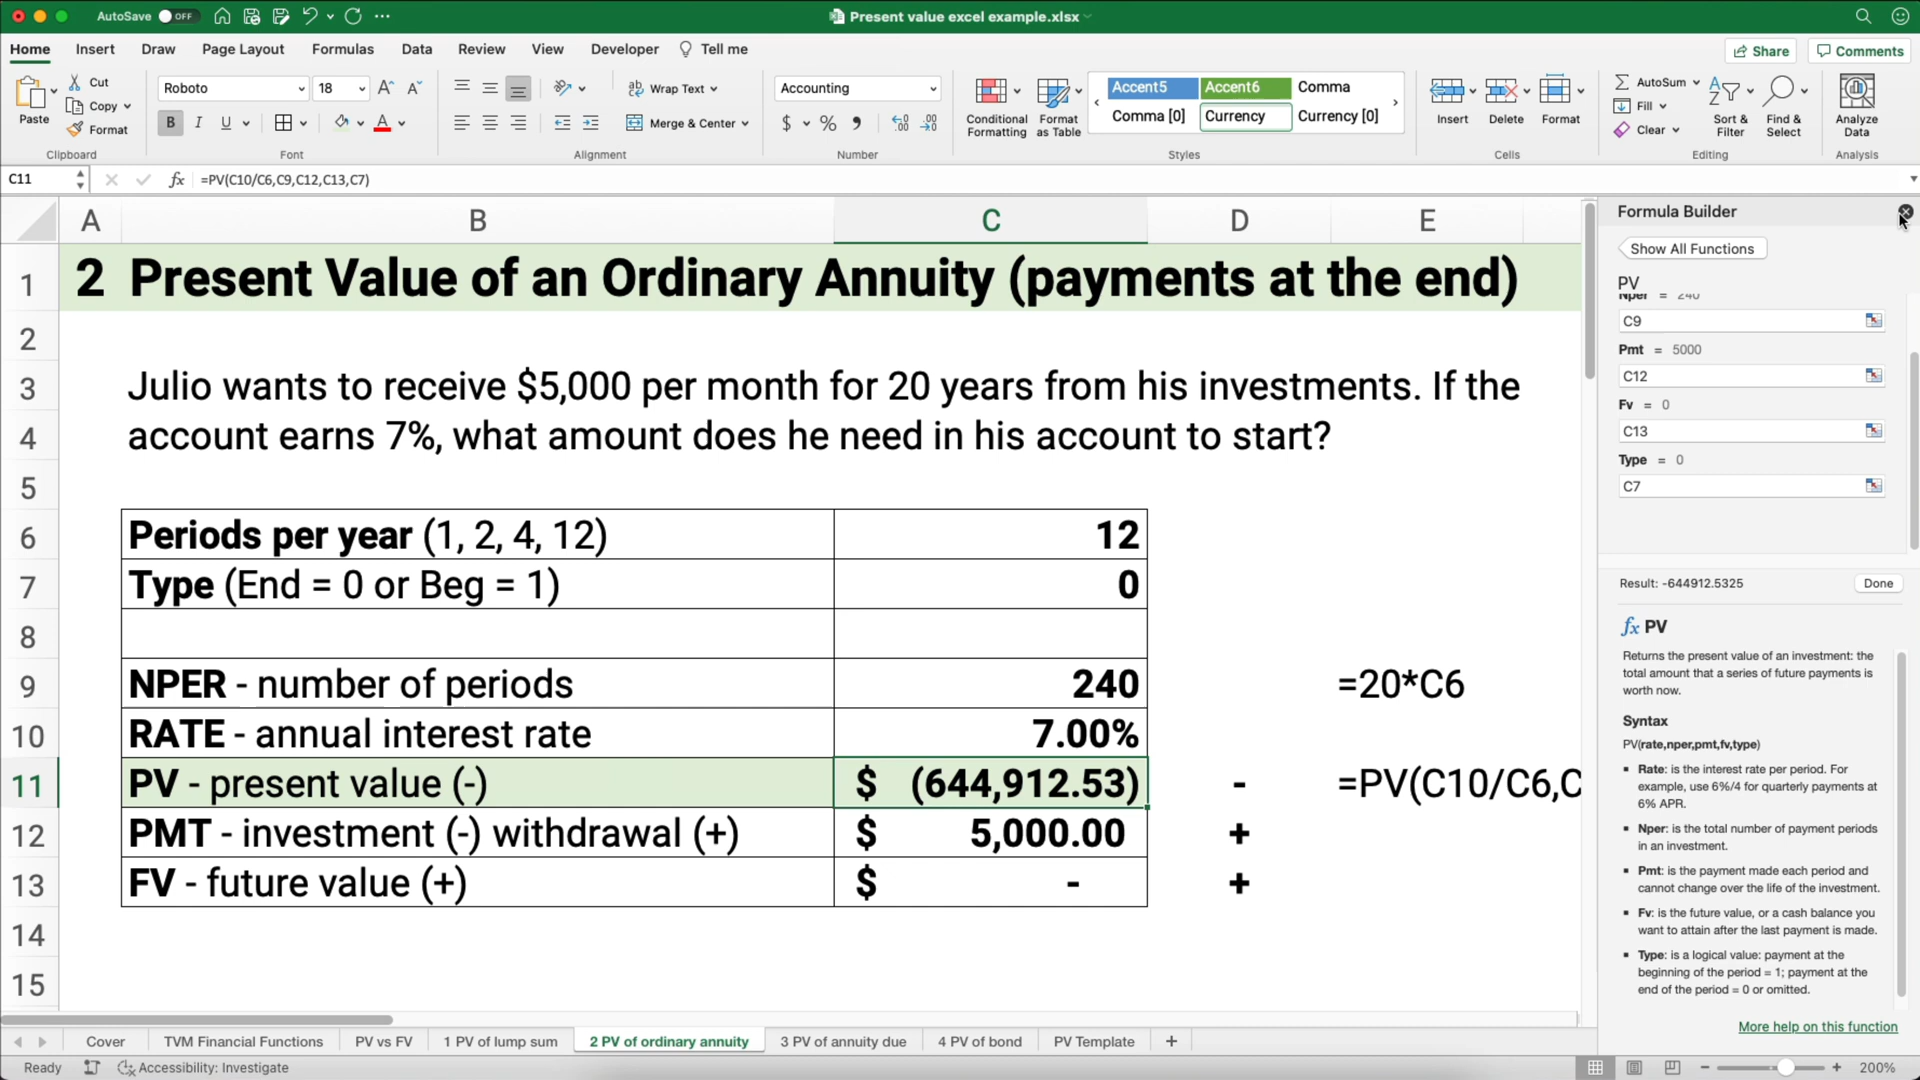 AutoSave OFF
Present value excel example.xlsx
Home Insert Draw Page Layout Formulas Data Review View Developer Tell me
Share Comments
Paste
Cut
Copy
Format
Clipboard
Roboto 18
B I U A
Font
Wrap Text
Merge & Center
Alignment
Accounting
$ %
Number
Conditional Formatting
Format as Table
Accent5 Accent6 Comma
Comma [0] Currency Currency [0]
Styles
Insert Delete Format
Cells
AutoSum
Fill
Clear
Sort & Filter
Find & Select
Editing
Analyze Data
Analysis
C11 fx =PV(C10/C6,C9,C12,C13,C7)
A B C D E
1 2 Present Value of an Ordinary Annuity (payments at the end)
2
3 Julio wants to receive $5,000 per month for 20 years from his investments. If the
4 account earns 7%, what amount does he need in his account to start?
5
6 Periods per year (1, 2, 4, 12) 12
7 Type (End = 0 or Beg = 1) 0
8
9 NPER - number of periods 240 =20*C6
10 RATE - annual interest rate 7.00%
11 PV - present value (-) $ (644,912.53) - =PV(C10/C6,C
12 PMT - investment (-) withdrawal (+) $ 5,000.00 +
13 FV - future value (+) $ - +
14
15
Formula Builder
Show All Functions
PV
Nper = 240
C9
Pmt = 5000
C12
Fv = 0
C13
Type = 0
C7
Result: -644912.5325 Done
fx PV
Returns the present value of an investment: the
total amount that a series of future payments is
worth now.
Syntax
PV(rate,nper,pmt,fv,type)
Rate: is the interest rate per period. For
example, use 6%/4 for quarterly payments at
6% APR.
Nper: is the total number of payment periods
in an investment.
Pmt: is the payment made each period and
cannot change over the life of the investment.
Fv: is the future value, or a cash balance you
want to attain after the last payment is made.
Type: is a logical value: payment at the
beginning of the period = 1; payment at the
end of the period = 0 or omitted.
More help on this function
Cover TVM Financial Functions PV vs FV 1 PV of lump sum 2 PV of ordinary annuity 3 PV of annuity due 4 PV of bond PV Template +
Ready Accessibility: Investigate
200%